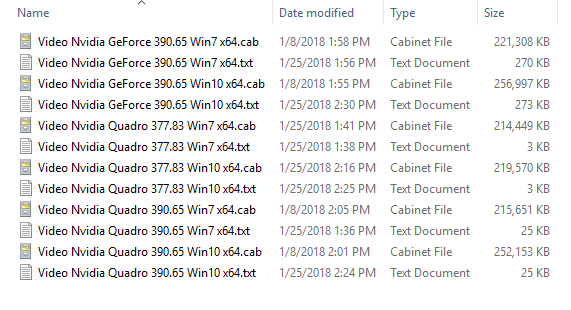 Name Date modified Type Size
Video Nvidia GeForce 390.65 Win7 x64.cab 1/8/2018 1:58 PM Cabinet File 221,308 KB
Video Nvidia GeForce 390.65 Win7 x64.txt 1/25/2018 1:56 PM Text Document 270 KB
Video Nvidia GeForce 390.65 Win10 x64.cab 1/8/2018 1:55 PM Cabinet File 256,997 KB
Video Nvidia GeForce 390.65 Win10 x64.txt 1/25/2018 2:30 PM Text Document 273 KB
Video Nvidia Quadro 377.83 Win7 x64.cab 1/25/2018 1:41 PM Cabinet File 214,449 KB
Video Nvidia Quadro 377.83 Win7 x64.txt 1/25/2018 1:38 PM Text Document 3 KB
Video Nvidia Quadro 377.83 Win10 x64.cab 1/25/2018 2:16 PM Cabinet File 219,570 KB
Video Nvidia Quadro 377.83 Win10 x64.txt 1/25/2018 2:25 PM Text Document 3 KB
Video Nvidia Quadro 390.65 Win7 x64.cab 1/8/2018 2:05 PM Cabinet File 215,651 KB
Video Nvidia Quadro 390.65 Win7 x64.txt 1/25/2018 1:36 PM Text Document 25 KB
Video Nvidia Quadro 390.65 Win10 x64.cab 1/8/2018 2:01 PM Cabinet File 252,153 KB
Video Nvidia Quadro 390.65 Win10 x64.txt 1/25/2018 2:24 PM Text Document 25 KB